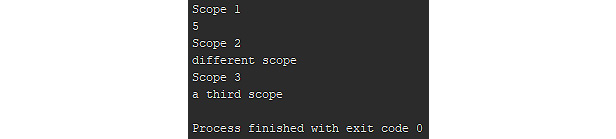 Scope 1
5
Scope 2
different scope
Scope 3
a third scope
Process finished with exit code 0